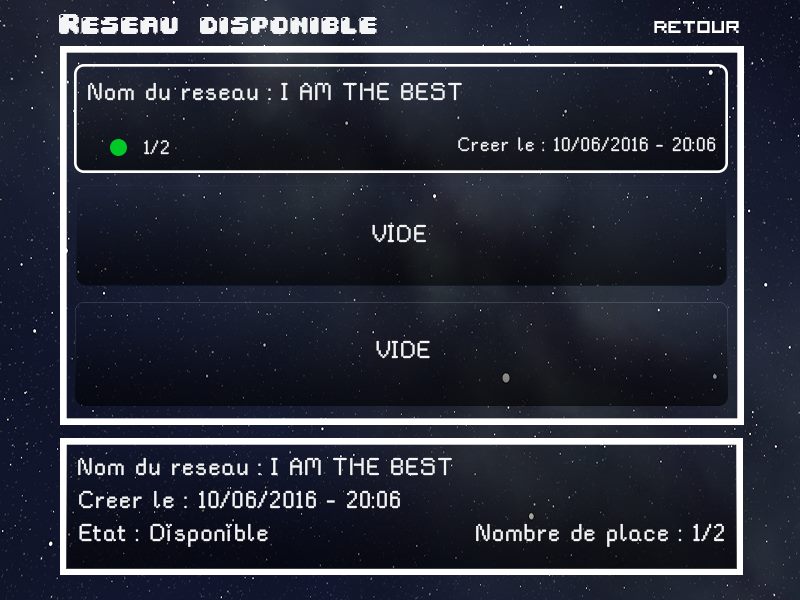 RESEAU DISPONIBLE
RETOUR
Nom du reseau : I AM THE BEST
1/2
Creer le : 10/06/2016 - 20:06
VIDE
VIDE
Nom du reseau : I AM THE BEST
Creer le : 10/06/2016 - 20:06
Etat : Disponible
Nombre de place : 1/2